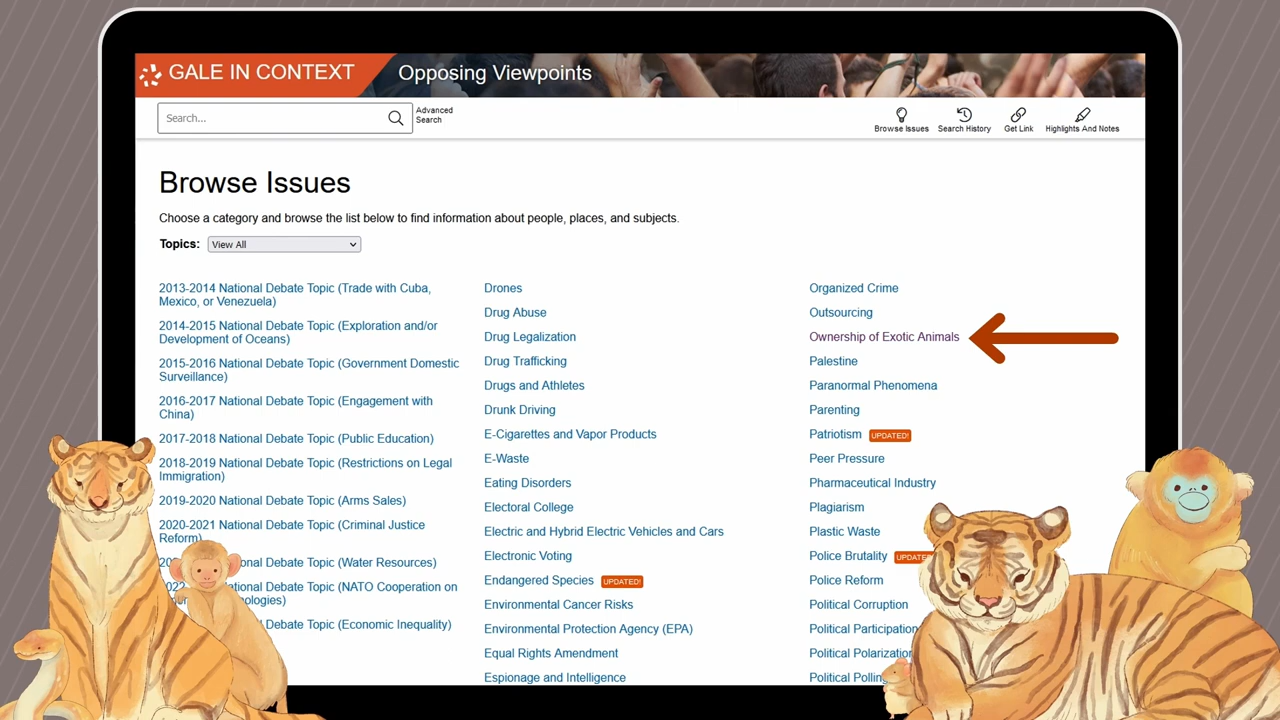 GALE IN CONTEXT
Opposing Viewpoints
Search...
Advanced
Search
Browse Issues
Search History
Get Link
Highlights And Notes
Browse Issues
Choose a category and browse the list below to find information about people, places, and subjects.
Topics: View All
2013-2014 National Debate Topic (Trade with Cuba,
Mexico, or Venezuela)
2014-2015 National Debate Topic (Exploration and/or
Development of Oceans)
2015-2016 National Debate Topic (Government Domestic
Surveillance)
2016-2017 National Debate Topic (Engagement with
China)
2017-2018 National Debate Topic (Public Education)
2018-2019 National Debate Topic (Restrictions on Legal
Immigration)
2019-2020 National Debate Topic (Arms Sales)
2020-2021 National Debate Topic (Criminal Justice
Reform)
Topic (Water Resources)
Debate Topic (NATO Cooperation on
Topic (Economic Inequality)
Drones
Drug Abuse
Drug Legalization
Drug Trafficking
Drugs and Athletes
Drunk Driving
E-Cigarettes and Vapor Products
E-Waste
Eating Disorders
Electoral College
Electric and Hybrid Electric Vehicles and Cars
Electronic Voting
Endangered Species UPDATED!
Environmental Cancer Risks
Environmental Protection Agency (EPA)
Equal Rights Amendment
Espionage and Intelligence
Organized Crime
Outsourcing
Ownership of Exotic Animals
Palestine
Paranormal Phenomena
Parenting
Patriotism UPDATED!
Peer Pressure
Pharmaceutical Industry
Plagiarism
Plastic Waste
Police Brutality
Police Reform
Political Corruption
Political Participation
Political
Political